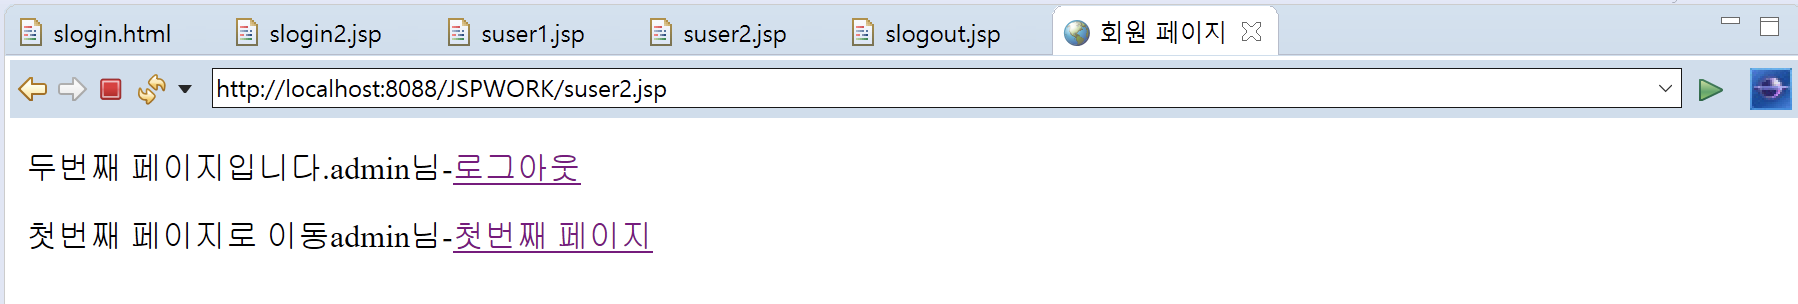 slogin.html slogin2.jsp suser1.jsp suser2.jsp slogout.jsp 회원 페이지
http://localhost:8088/JSPWORK/suser2.jsp
두번째 페이지입니다.admin님-로그아웃
첫번째 페이지로 이동admin님-첫번째 페이지